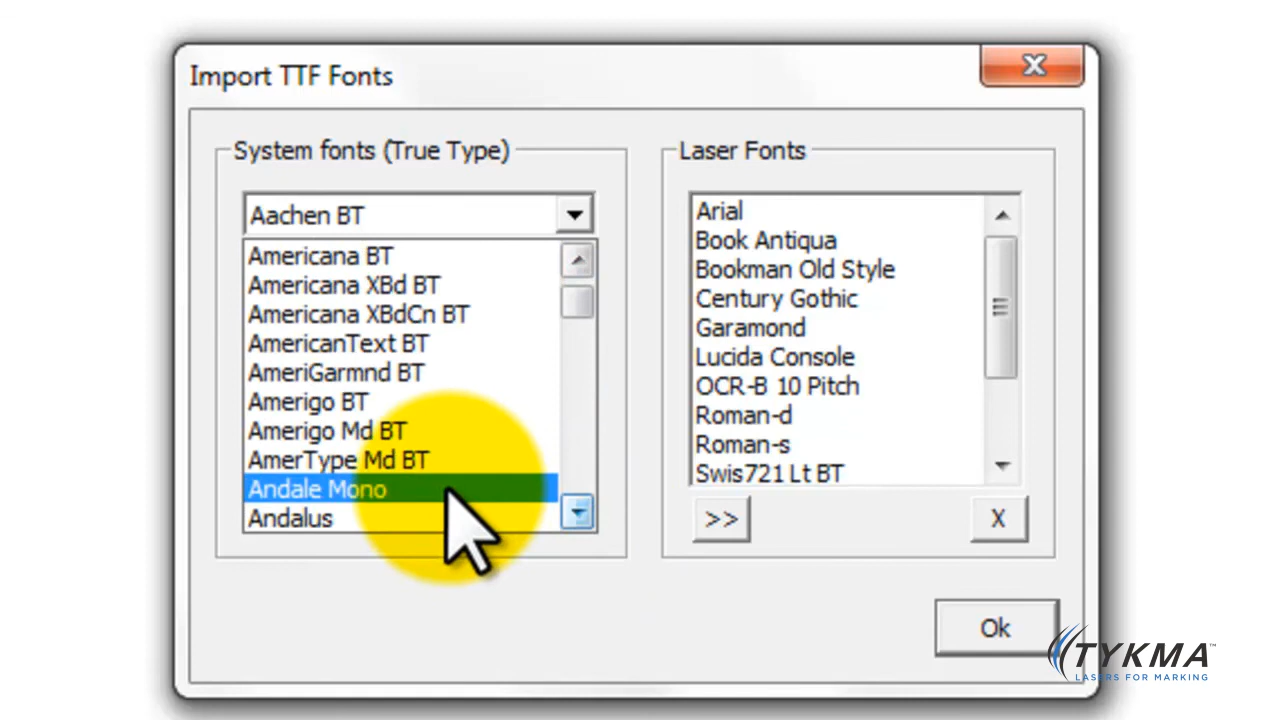 Import TTF Fonts
System fonts (True Type)
Aachen BT
Americana BT
Americana XBd BT
Americana XBdCn BT
AmericanText BT
AmeriGarmnd BT
Amerigo BT
Amerigo Md BT
AmerType Md BT
Andale Mono
Andalus
Laser Fonts
Arial
Book Antiqua
Bookman Old Style
Century Gothic
Garamond
Lucida Console
OCR-B 10 Pitch
Roman-d
Roman-s
Swis721 Lt BT
>>
X
Ok
TYKMA™
LASERS FOR MARKING